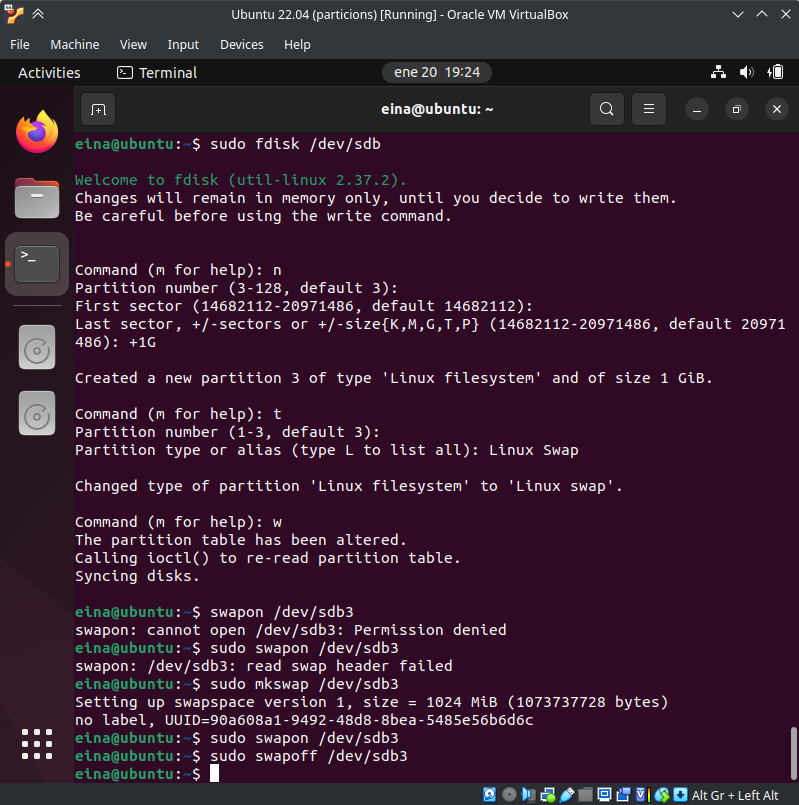 Ubuntu 22.04 (particions) [Running] - Oracle VM VirtualBox
File Machine View Input Devices Help
Activities Terminal ene 20 19:24
eina@ubuntu: ~
eina@ubuntu:~$ sudo fdisk /dev/sdb
Welcome to fdisk (util-linux 2.37.2).
Changes will remain in memory only, until you decide to write them.
Be careful before using the write command.
Command (m for help): n
Partition number (3-128, default 3):
First sector (14682112-20971486, default 14682112):
Last sector, +/-sectors or +/-size{K,M,G,T,P} (14682112-20971486, default 20971
486): +1G
Created a new partition 3 of type 'Linux filesystem' and of size 1 GiB.
Command (m for help): t
Partition number (1-3, default 3):
Partition type or alias (type L to list all): Linux Swap
Changed type of partition 'Linux filesystem' to 'Linux swap'.
Command (m for help): w
The partition table has been altered.
Calling ioctl() to re-read partition table.
Syncing disks.
eina@ubuntu:~$ swapon /dev/sdb3
swapon: cannot open /dev/sdb3: Permission denied
eina@ubuntu:~$ sudo swapon /dev/sdb3
swapon: /dev/sdb3: read swap header failed
eina@ubuntu:~$ sudo mkswap /dev/sdb3
Setting up swapspace version 1, size = 1024 MiB (1073737728 bytes)
no label, UUID=90a608a1-9492-48d8-8bea-5485e56b6d6c
eina@ubuntu:~$ sudo swapon /dev/sdb3
eina@ubuntu:~$ sudo swapoff /dev/sdb3
eina@ubuntu:~$
Alt Gr + Left Alt